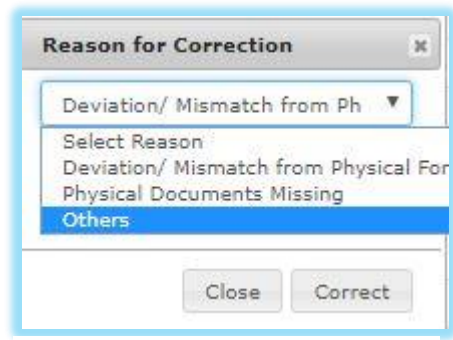 Reason for Correction
Deviation/ Mismatch from Ph
Select Reason
Deviation/ Mismatch from Physical For
Physical Documents Missing
Others
Close Correct